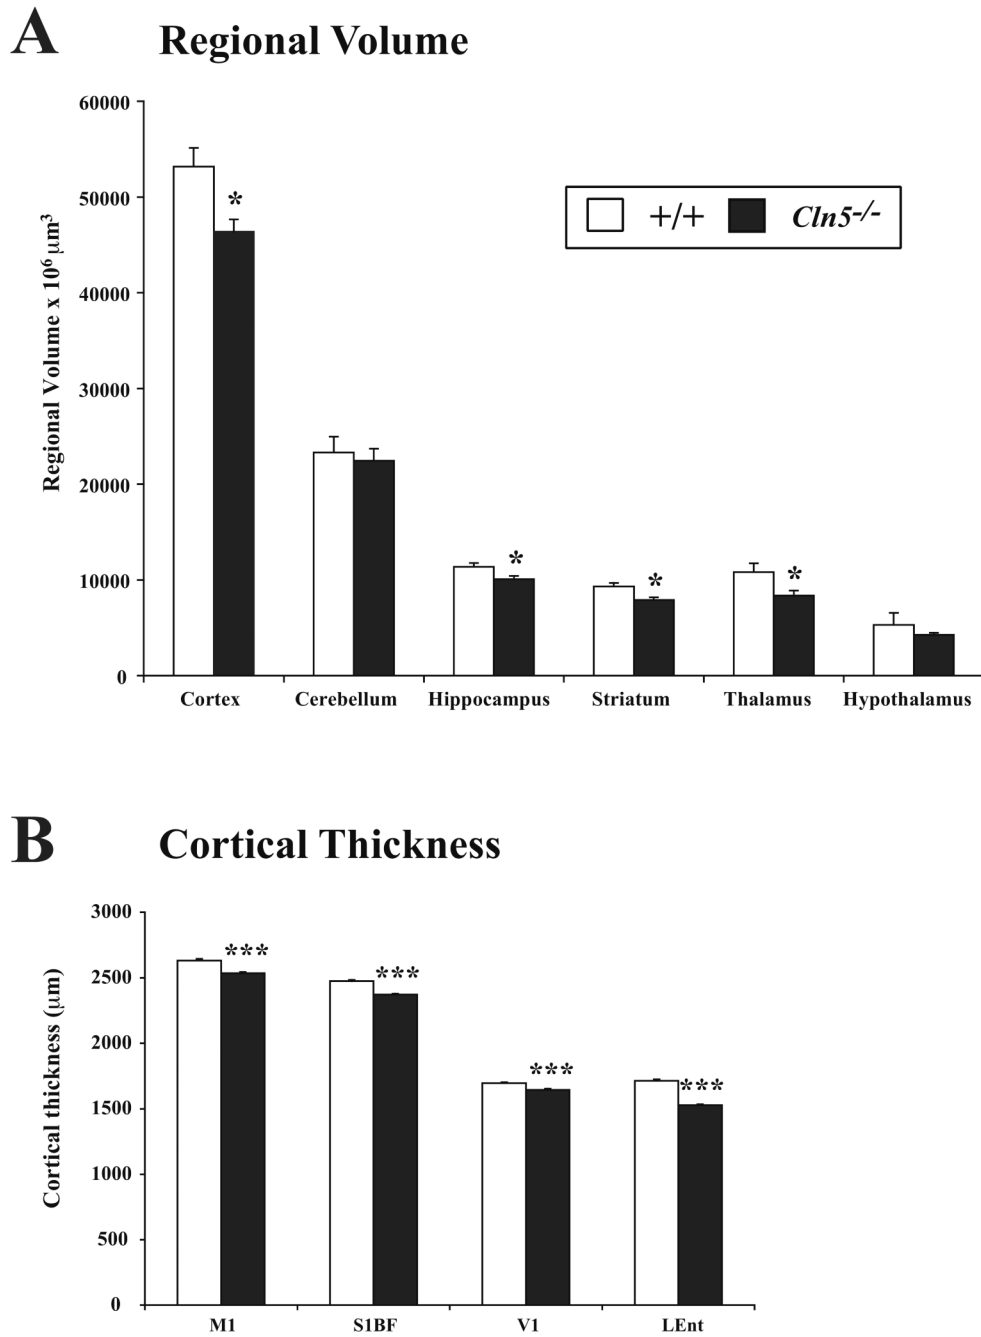 A Regional Volume
60000
50000
40000
30000
20000
10000
0
Regional Volume x 10⁶ μm³
* * * *
+/+ Cln5-/-
Cortex Cerebellum Hippocampus Striatum Thalamus Hypothalamus
B Cortical Thickness
3000
2500
2000
1500
1000
500
0
Cortical thickness (μm)
*** *** *** ***
M1 S1BF V1 LEnt